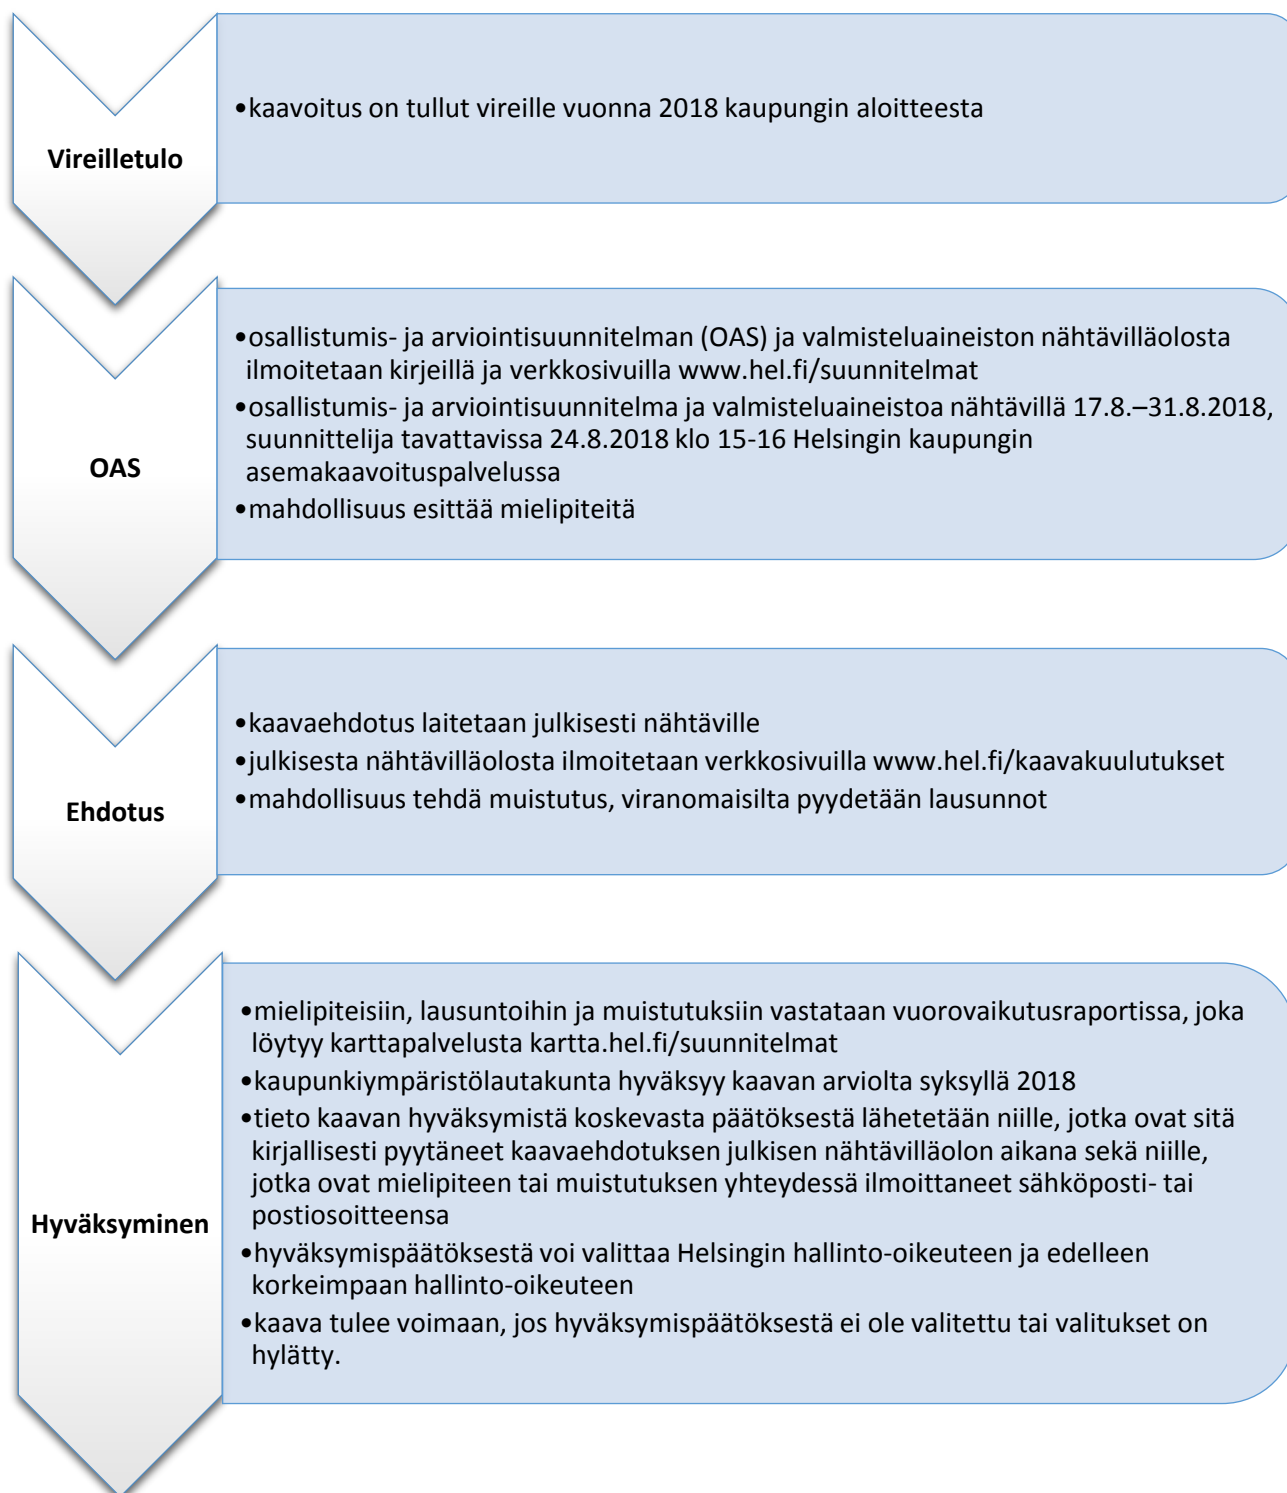 Vireilletulo
•kaavoitus on tullut vireille vuonna 2018 kaupungin aloitteesta
OAS
•osallistumis- ja arviointisuunnitelman (OAS) ja valmisteluaineiston nähtävilläolosta
ilmoitetaan kirjeillä ja verkkosivuilla www.hel.fi/suunnitelmat
•osallistumis- ja arviointisuunnitelma ja valmisteluaineistoa nähtävillä 17.8.–31.8.2018,
suunnittelija tavattavissa 24.8.2018 klo 15-16 Helsingin kaupungin
asemakaavoituspalvelussa
•mahdollisuus esittää mielipiteitä
Ehdotus
•kaavaehdotus laitetaan julkisesti nähtäville
•julkisesta nähtävilläolosta ilmoitetaan verkkosivuilla www.hel.fi/kaavakuulutukset
•mahdollisuus tehdä muistutus, viranomaisilta pyydetään lausunnot
Hyväksyminen
•mielipiteisiin, lausuntoihin ja muistutuksiin vastataan vuorovaikutusraportissa, joka
löytyy karttapalvelusta kartta.hel.fi/suunnitelmat
•kaupunkiympäristölautakunta hyväksyy kaavan arviolta syksyllä 2018
•tieto kaavan hyväksymistä koskevasta päätöksestä lähetetään niille, jotka ovat sitä
kirjallisesti pyytäneet kaavaehdotuksen julkisen nähtävilläolon aikana sekä niille,
jotka ovat mielipiteen tai muistutuksen yhteydessä ilmoittaneet sähköposti- tai
postiosoitteensa
•hyväksymispäätöksestä voi valittaa Helsingin hallinto-oikeuteen ja edelleen
korkeimpaan hallinto-oikeuteen
•kaava tulee voimaan, jos hyväksymispäätöksestä ei ole valitettu tai valitukset on
hylätty.